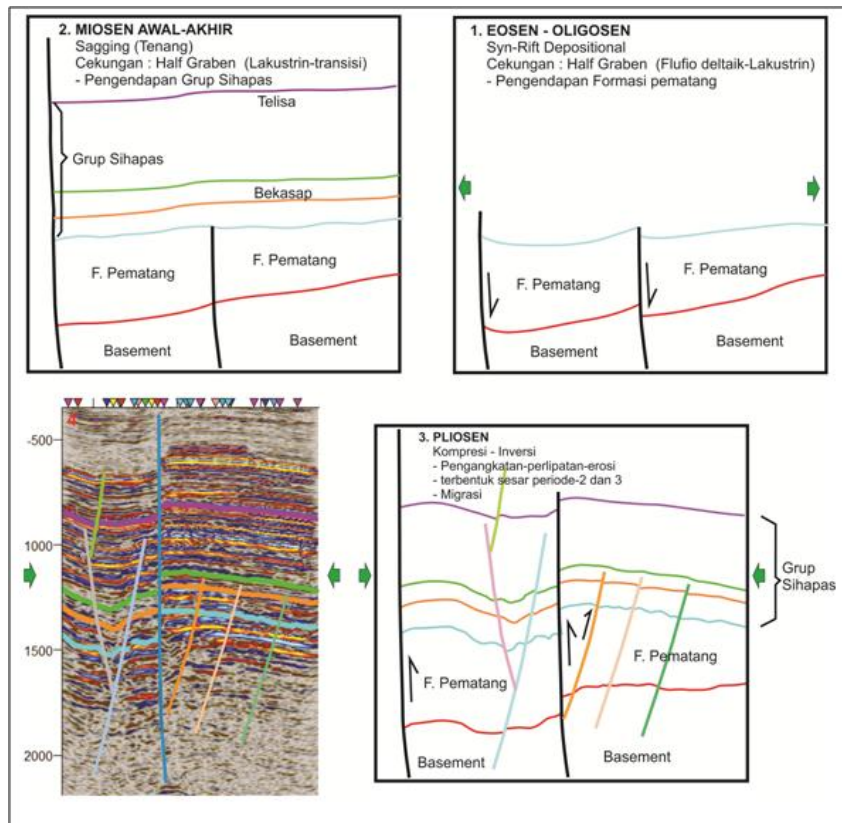 2. MIOSEN AWAL-AKHIR
Sagging (Tenang)
Cekungan : Half Graben (Lakustrin-transisi)
- Pengendapan Grup Sihapas
Telisa
Grup Sihapas
Bekasap
F. Pematang
F. Pematang
Basement
Basement
1. EOSEN - OLIGOSEN
Syn-Rift Depositional
Cekungan : Half Graben (Flufio deltaik-Lakustrin)
- Pengendapan Formasi pematang
F. Pematang
F. Pematang
Basement
Basement
4
-500
1000
1500
2000
3. PLIOSEN
Kompresi - Inversi
- Pengangkatan-perlipatan-erosi
- terbentuk sesar periode-2 dan 3
- Migrasi
Grup
Sihapas
F. Pematang
F. Pematang
Basement
Basement